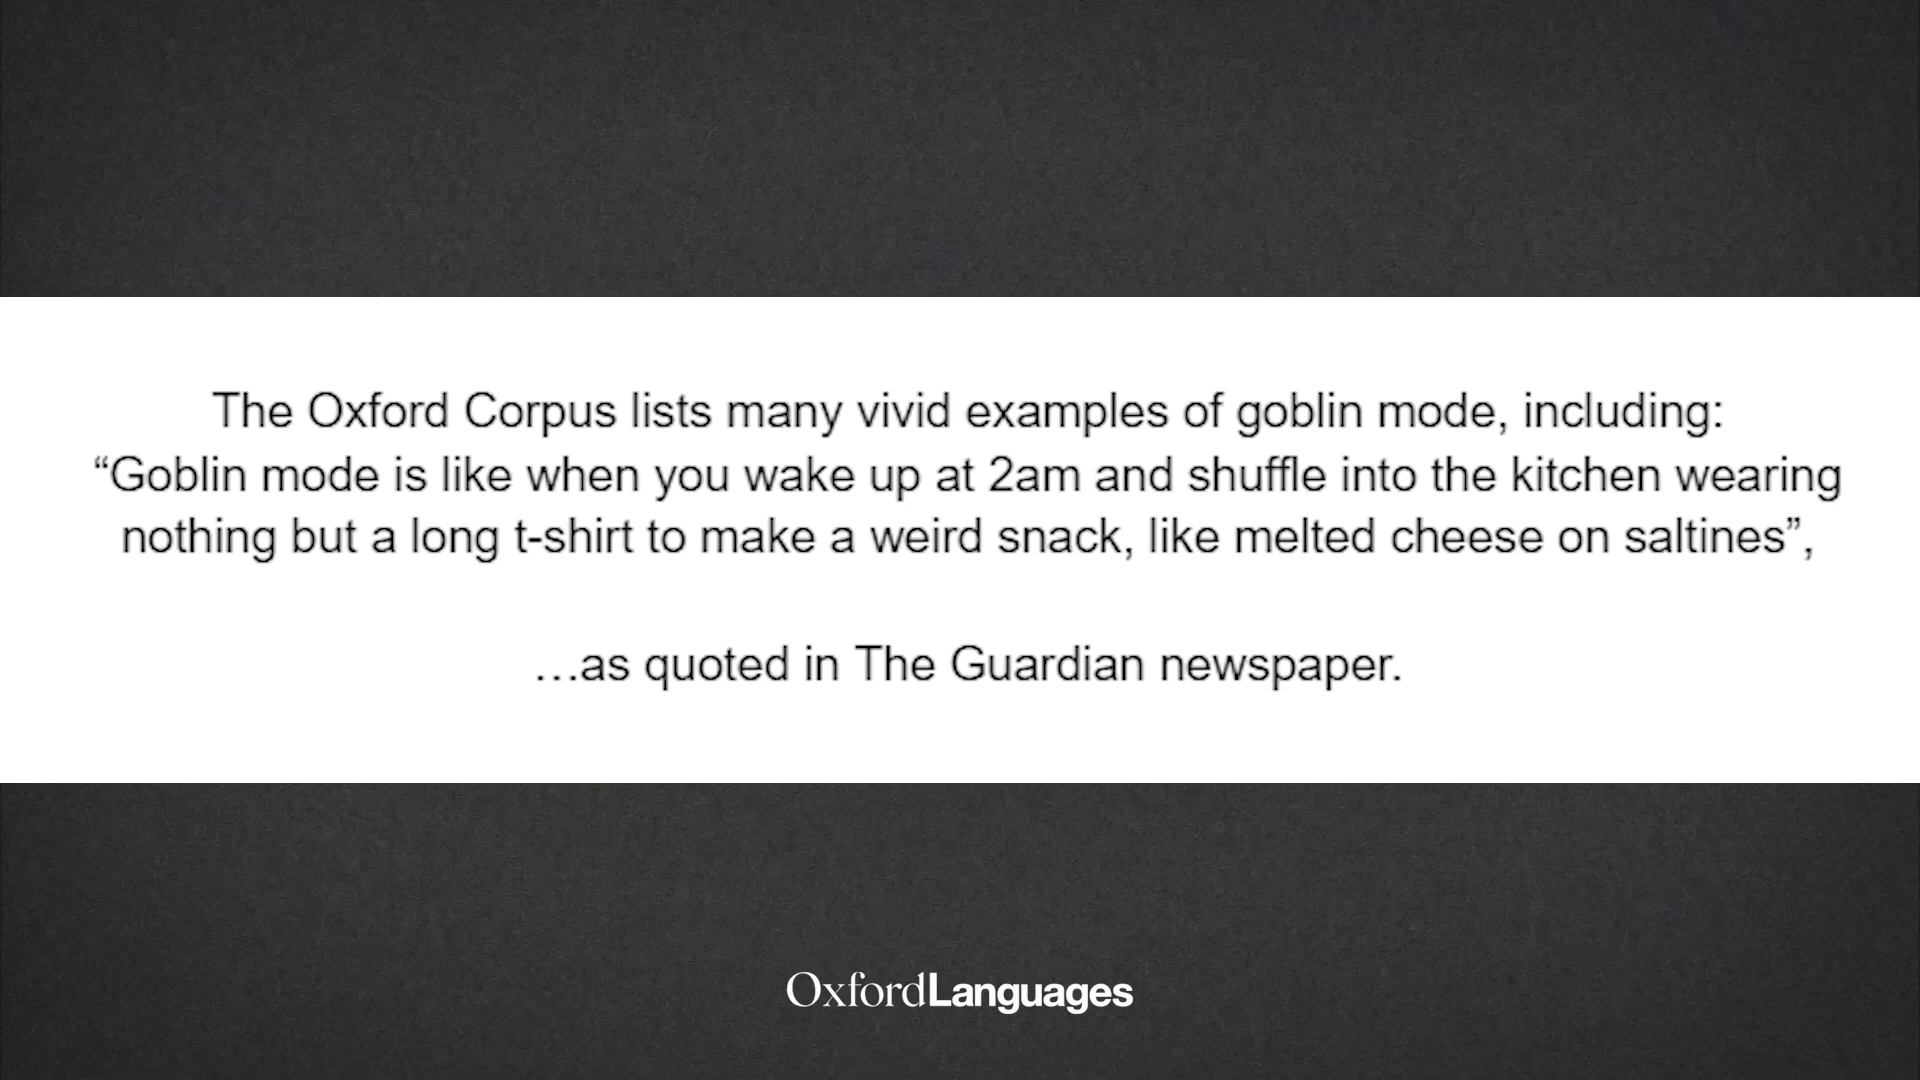 The Oxford Corpus lists many vivid examples of goblin mode, including:
“Goblin mode is like when you wake up at 2am and shuffle into the kitchen wearing
nothing but a long t-shirt to make a weird snack, like melted cheese on saltines”,
…as quoted in The Guardian newspaper.
OxfordLanguages